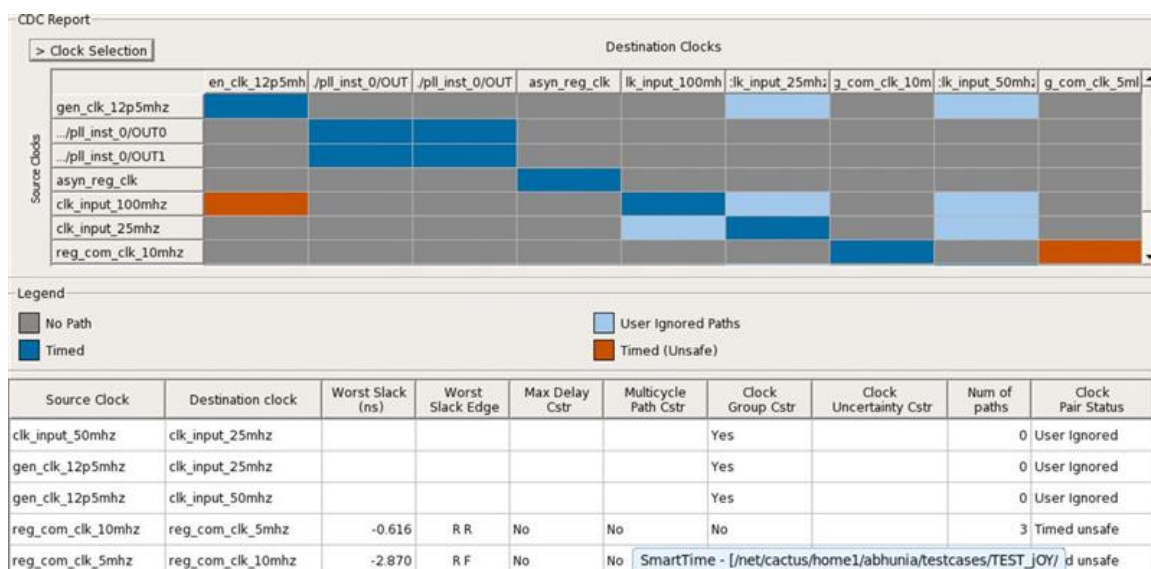 CDC Report
> Clock Selection
Destination Clocks
en_clk_12p5mh ./pll_inst_0/OUT ./pll_inst_0/OUT asyn_reg_clk lk_input_100mh :lk_input_25mh: g_com_clk_10m :lk_input_50mh: g_com_clk_5ml
Source Clocks
gen_clk_12p5mhz
.../pll_inst_0/OUT0
.../pll_inst_0/OUT1
asyn_reg_clk
clk_input_100mhz
clk_input_25mhz
reg_com_clk_10mhz
Legend
No Path User Ignored Paths
Timed Timed (Unsafe)
Source Clock Destination clock Worst Slack (ns) Worst Slack Edge Max Delay Cstr Multicycle Path Cstr Clock Group Cstr Clock Uncertainty Cstr Num of paths Clock Pair Status
clk_input_50mhz clk_input_25mhz Yes 0 User Ignored
gen_clk_12p5mhz clk_input_25mhz Yes 0 User Ignored
gen_clk_12p5mhz clk_input_50mhz Yes 0 User Ignored
reg_com_clk_10mhz reg_com_clk_5mhz -0.616 R R No No No 3 Timed unsafe
reg_com_clk_5mhz reg_com_clk_10mhz -2.870 R F No No SmartTime - [/net/cactus/home1/abhunia/testcases/TEST_jOY/ d unsafe